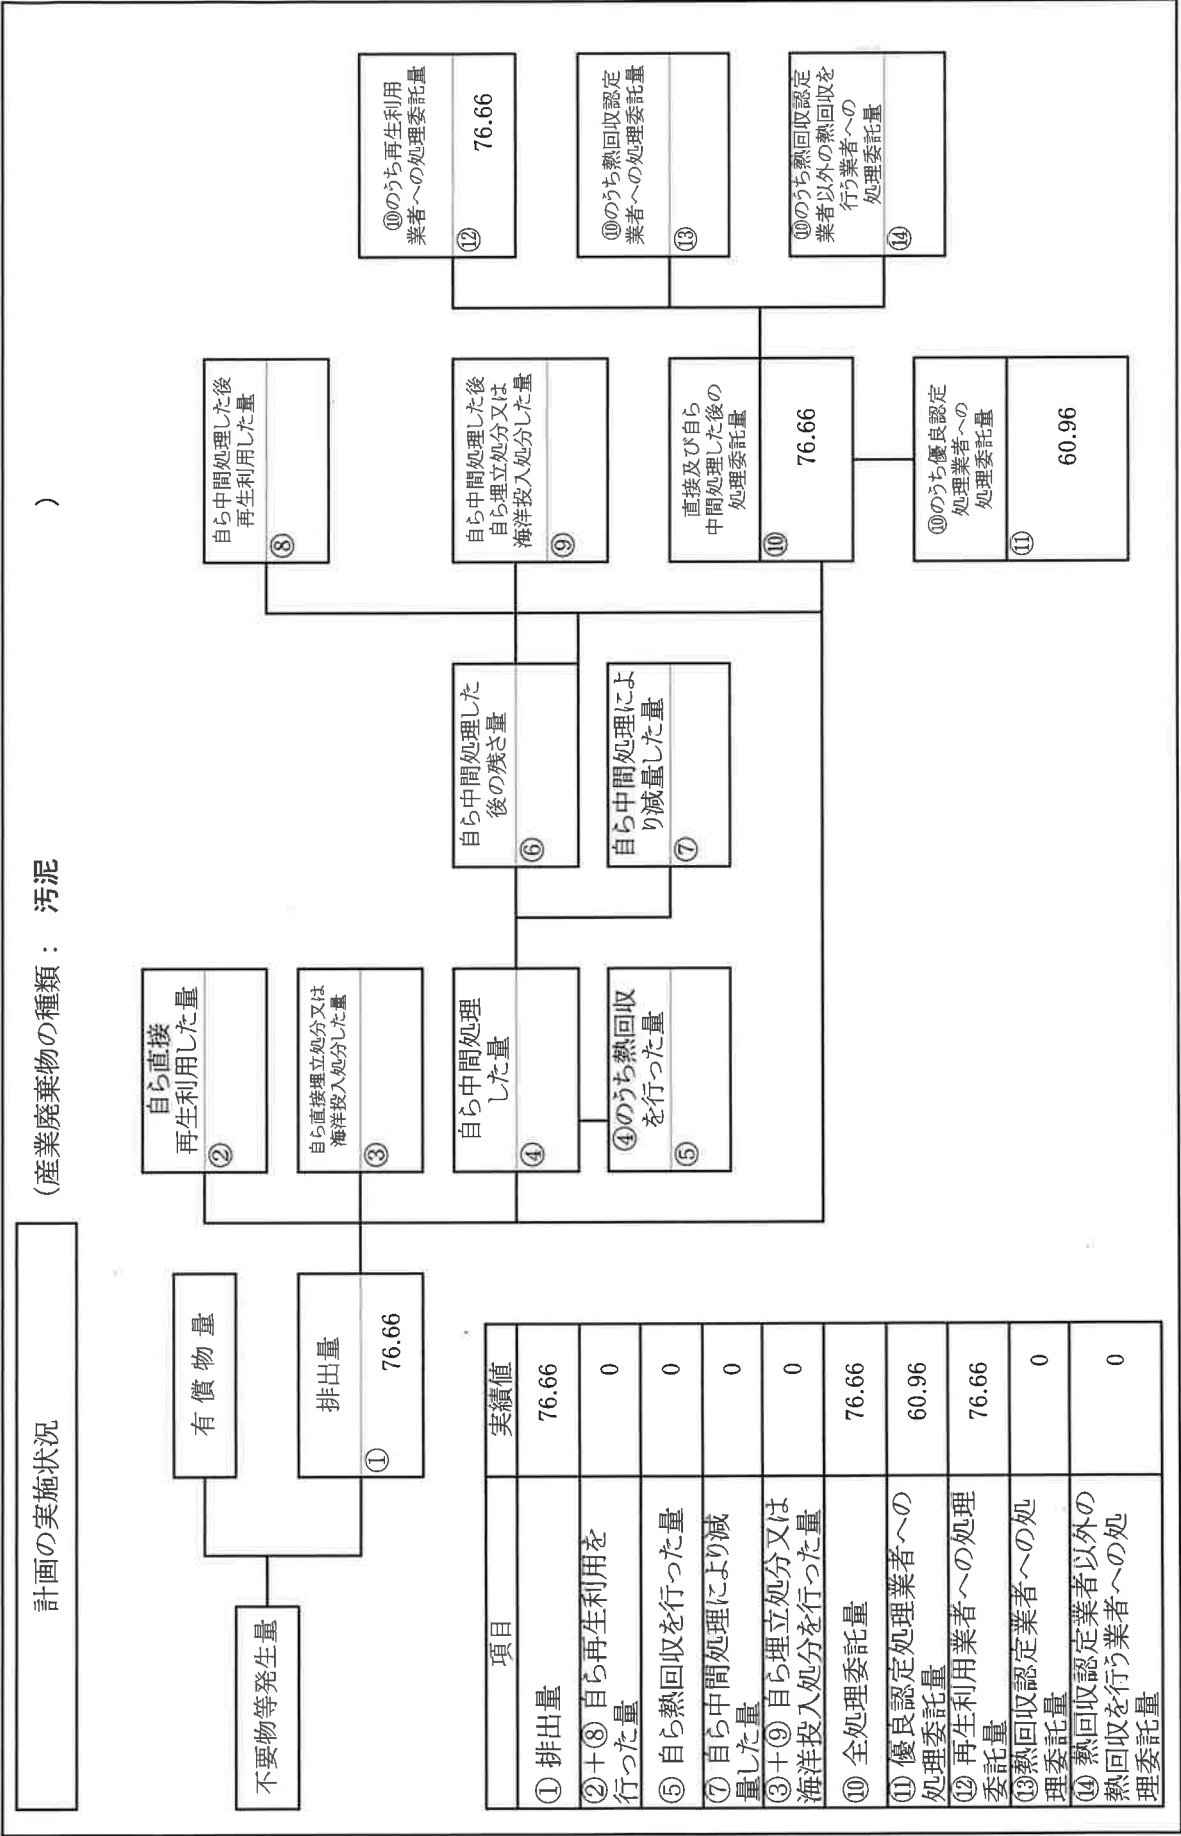 計画の実施状況
(産業廃棄物の種類： 汚泥 )
不要物等発生量
有償物量
排出量
① 76.66
自ら直接
再生利用した量
②
自ら直接埋立処分又は
海洋投入処分した量
③
自ら中間処理
した量
④
④のうち熱回収
を行った量
⑤
自ら中間処理した
後の残さ量
⑥
自ら中間処理によ
り減量した量
⑦
自ら中間処理した後
再生利用した量
⑧
自ら中間処理した後
自ら埋立処分又は
海洋投入処分した量
⑨
直接及び自ら
中間処理した後の
処理委託量
⑩ 76.66
⑩のうち優良認定
処理業者への
処理委託量
⑪ 60.96
⑩のうち再生利用
業者への処理委託量
⑫ 76.66
⑩のうち熱回収認定
業者への処理委託量
⑬
⑩のうち熱回収認定
業者以外の熱回収を
行う業者への
処理委託量
⑭
項目 実績値
① 排出量 76.66
②＋⑧ 自ら再生利用を
行った量 0
⑤ 自ら熱回収を行った量 0
⑦ 自ら中間処理により減
量した量 0
③＋⑨ 自ら埋立処分又は
海洋投入処分を行った量 0
⑩ 全処理委託量 76.66
⑪ 優良認定処理業者への
処理委託量 60.96
⑫ 再生利用業者への処理
委託量 76.66
⑬熱回収認定業者への処
理委託量 0
⑭ 熱回収認定業者以外の
熱回収を行う業者への処
理委託量 0